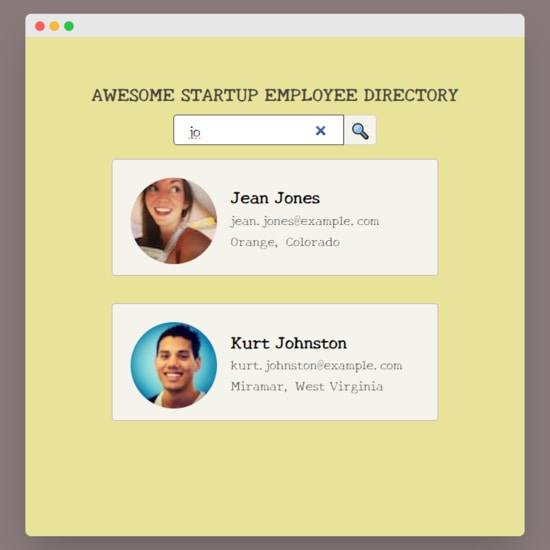 AWESOME STARTUP EMPLOYEE DIRECTORY
jo
Jean Jones
jean.jones@example.com
Orange, Colorado
Kurt Johnston
kurt.johnston@example.com
Miramar, West Virginia